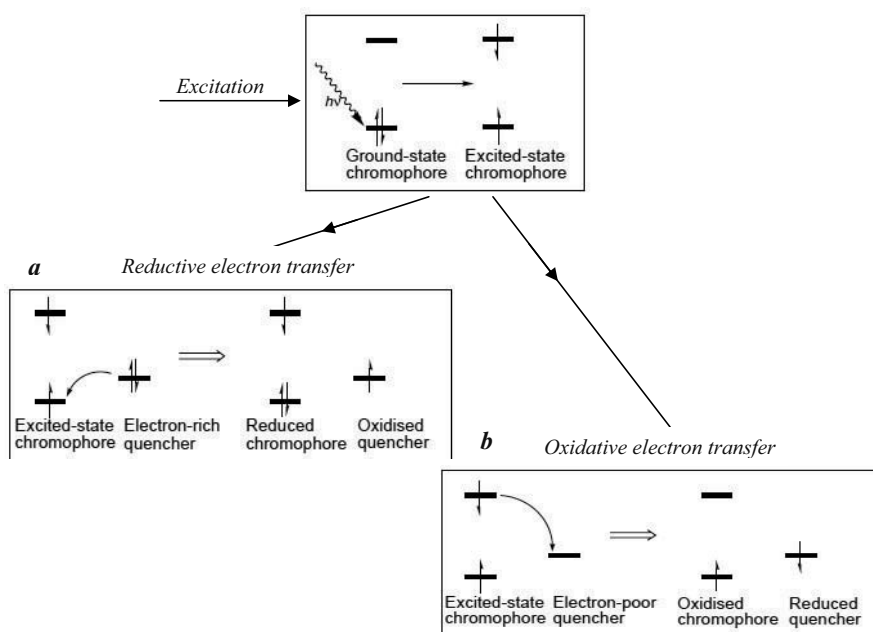 Excitation
hν
Ground-state Excited-state
chromophore chromophore
a Reductive electron transfer
Excited-state Electron-rich Reduced Oxidised
chromophore quencher chromophore quencher
b Oxidative electron transfer
Excited-state Electron-poor Oxidised Reduced
chromophore quencher chromophore quencher